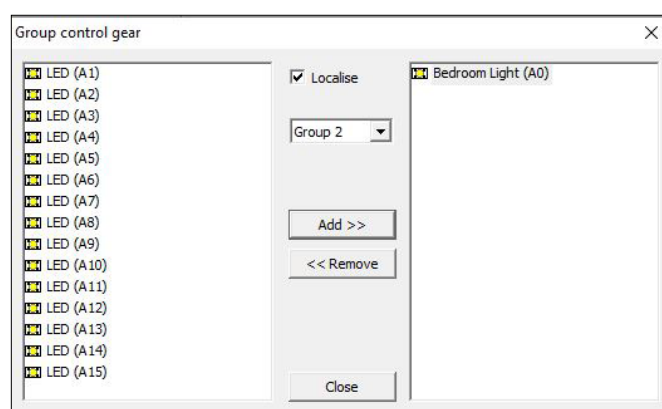 Group control gear
LED (A1)
LED (A2)
LED (A3)
LED (A4)
LED (A5)
LED (A6)
LED (A7)
LED (A8)
LED (A9)
LED (A10)
LED (A11)
LED (A12)
LED (A13)
LED (A14)
LED (A15)
Localise
Group 2
Add >>
<< Remove
Close
Bedroom Light (A0)